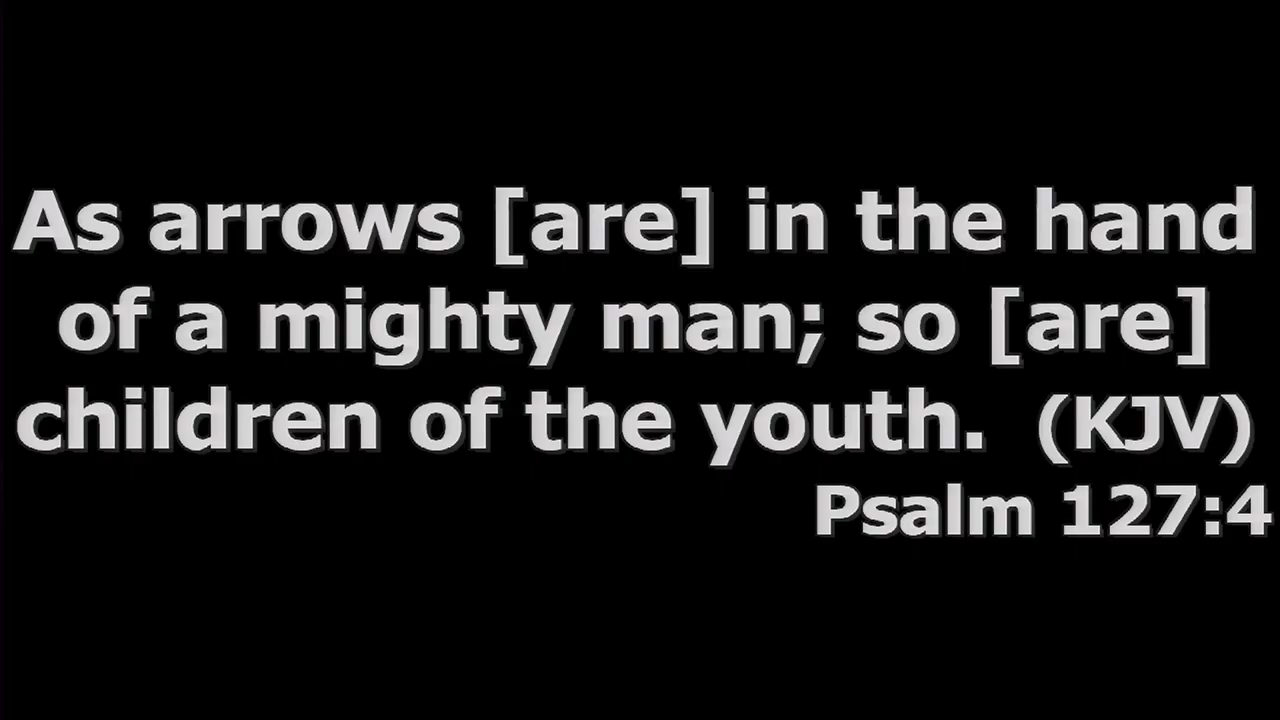 As arrows [are] in the hand
of a mighty man; so [are]
children of the youth. (KJV)
Psalm 127:4